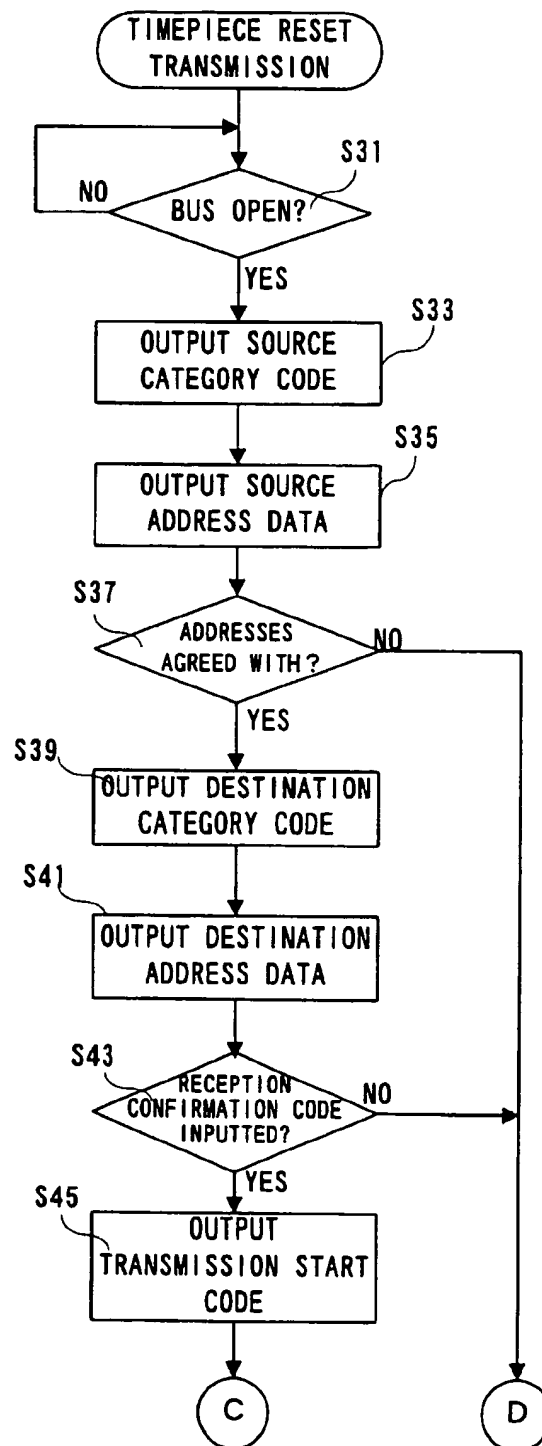 TIMEPIECE RESET
TRANSMISSION
S31
NO
BUS OPEN?
YES
S33
OUTPUT SOURCE
CATEGORY CODE
S35
OUTPUT SOURCE
ADDRESS DATA
S37
ADDRESSES
AGREED WITH?
NO
YES
S39
OUTPUT DESTINATION
CATEGORY CODE
S41
OUTPUT DESTINATION
ADDRESS DATA
S43
RECEPTION
CONFIRMATION CODE
INPUTTED?
NO
YES
S45
OUTPUT
TRANSMISSION START
CODE
C
D